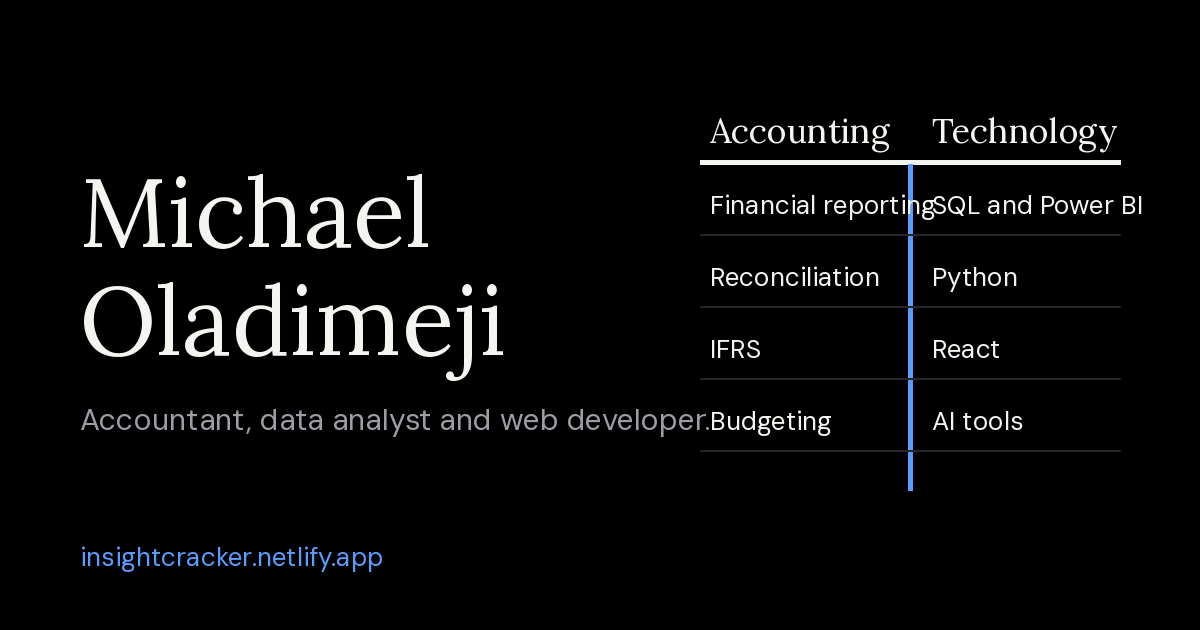 Michael
Oladimeji
Accountant, data analyst and web developer.
insightcracker.netlify.app
Accounting Technology
Financial reporting SQL and Power BI
Reconciliation Python
IFRS React
Budgeting AI tools